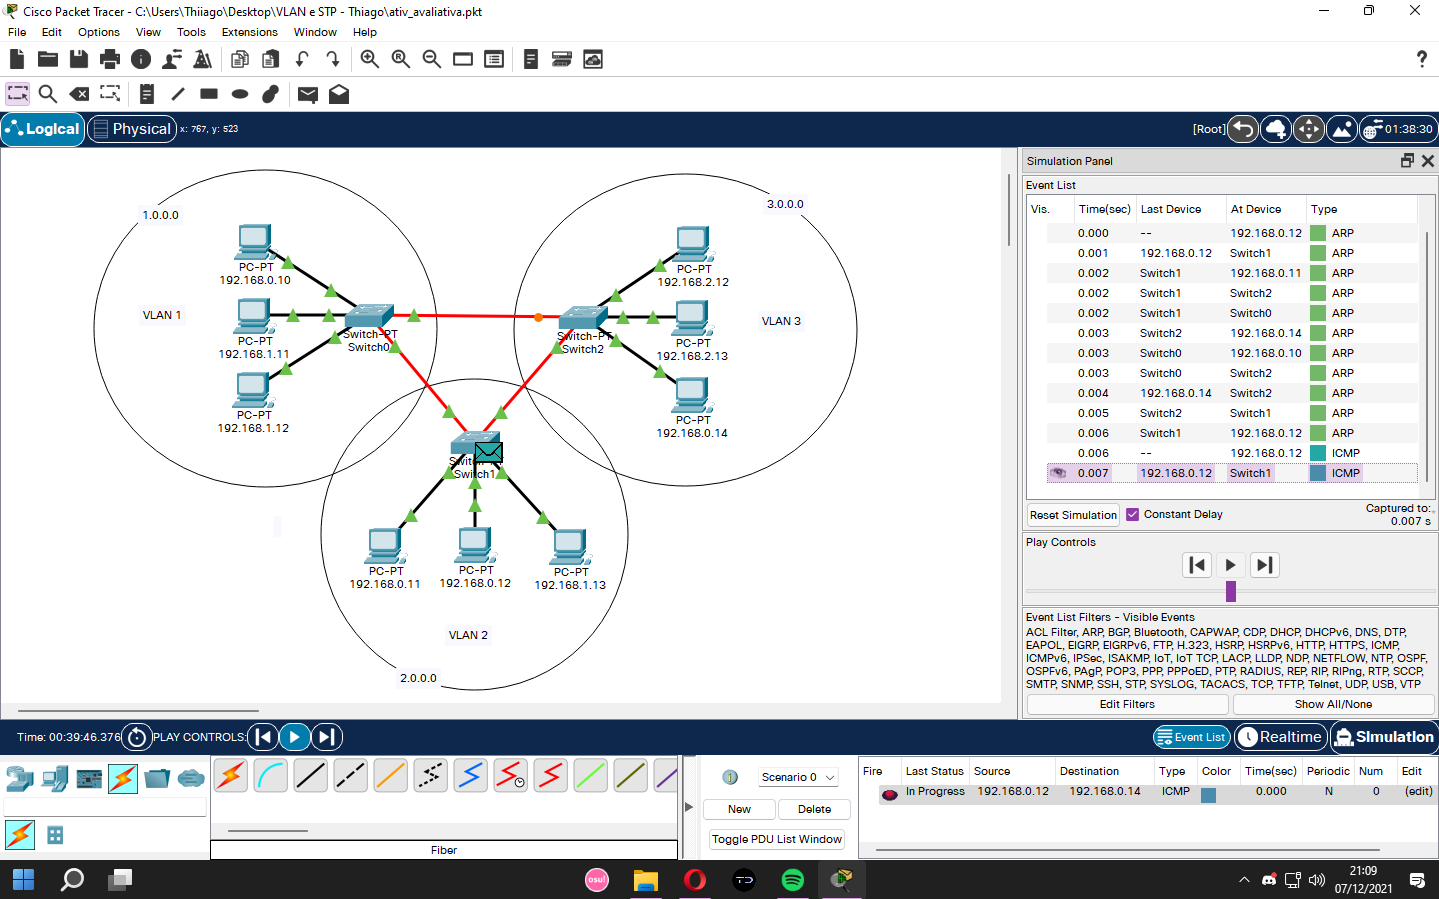 Cisco Packet Tracer - C:\Users\Thiiago\Desktop\VLAN e STP - Thiago\ativ_avaliativa.pkt
File Edit Options View Tools Extensions Window Help
?
Logical Physical x: 767, y: 523 [Root] 01:38:30
1.0.0.0
PC-PT
192.168.0.10
VLAN 1
PC-PT
192.168.1.11
PC-PT
192.168.1.12
Switch-PT
Switch0
3.0.0.0
PC-PT
192.168.2.12
VLAN 3
PC-PT
192.168.2.13
PC-PT
192.168.0.14
Switch-PT
Switch2
Switch1
PC-PT
192.168.0.11
PC-PT
192.168.0.12
PC-PT
192.168.1.13
VLAN 2
2.0.0.0
Simulation Panel
Event List
Vis. Time(sec) Last Device At Device Type
0.000 -- 192.168.0.12 ARP
0.001 192.168.0.12 Switch1 ARP
0.002 Switch1 192.168.0.11 ARP
0.002 Switch1 Switch2 ARP
0.002 Switch1 Switch0 ARP
0.003 Switch2 192.168.0.14 ARP
0.003 Switch0 192.168.0.10 ARP
0.003 Switch0 Switch2 ARP
0.004 192.168.0.14 Switch2 ARP
0.005 Switch2 Switch1 ARP
0.006 Switch1 192.168.0.12 ARP
0.006 -- 192.168.0.12 ICMP
0.007 192.168.0.12 Switch1 ICMP
Reset Simulation Constant Delay Captured to:
0.007 s
Play Controls
Event List Filters - Visible Events
ACL Filter, ARP, BGP, Bluetooth, CAPWAP, CDP, DHCP, DHCPv6, DNS, DTP,
EAPOL, EIGRP, EIGRPv6, FTP, H.323, HSRP, HSRPv6, HTTP, HTTPS, ICMP,
ICMPv6, IPSec, ISAKMP, IoT, IoT TCP, LACP, LLDP, NDP, NETFLOW, NTP, OSPF,
OSPFv6, PAgP, POP3, PPP, PPPoED, PTP, RADIUS, REP, RIP, RIPng, RTP, SCCP,
SMTP, SNMP, SSH, STP, SYSLOG, TACACS, TCP, TFTP, Telnet, UDP, USB, VTP
Edit Filters Show All/None
Time: 00:39:46.376 PLAY CONTROLS: Event List Realtime Simulation
Fiber
Scenario 0
New Delete
Toggle PDU List Window
Fire Last Status Source Destination Type Color Time(sec) Periodic Num Edit
In Progress 192.168.0.12 192.168.0.14 ICMP 0.000 N 0 (edit)
osu!
21:09
07/12/2021